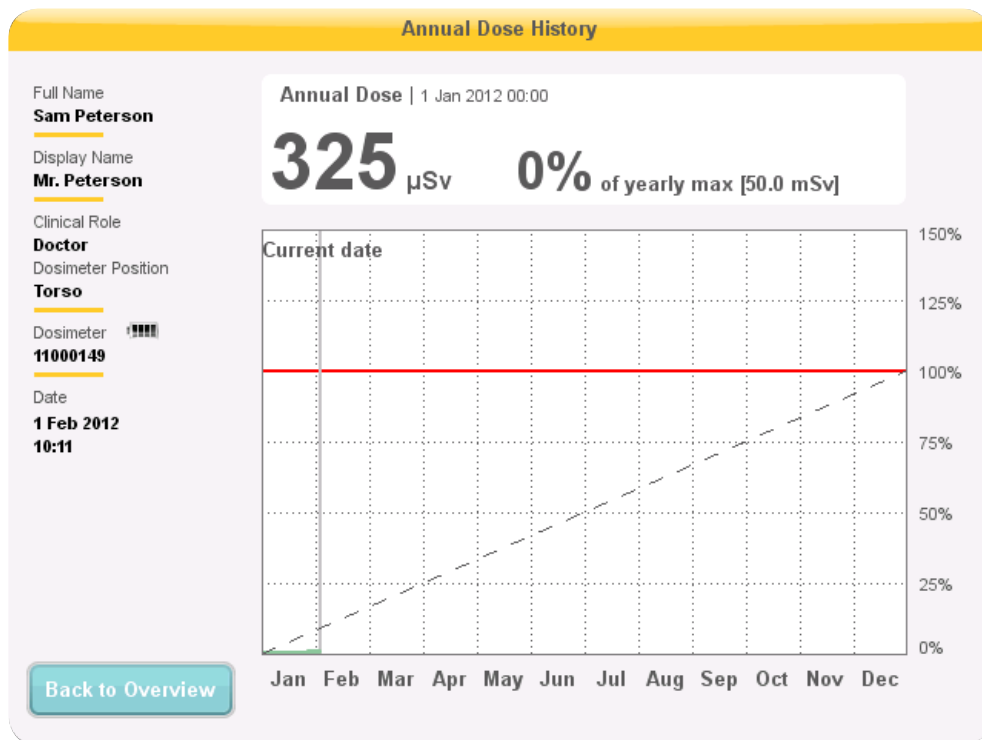 Annual Dose History
Full Name
Sam Peterson
Display Name
Mr. Peterson
Clinical Role
Doctor
Dosimeter Position
Torso
Dosimeter
11000149
Date
1 Feb 2012
10:11
Back to Overview
Annual Dose | 1 Jan 2012 00:00
325 µSv 0% of yearly max [50.0 mSv]
Current date
150%
125%
100%
75%
50%
25%
0%
Jan Feb Mar Apr May Jun Jul Aug Sep Oct Nov Dec